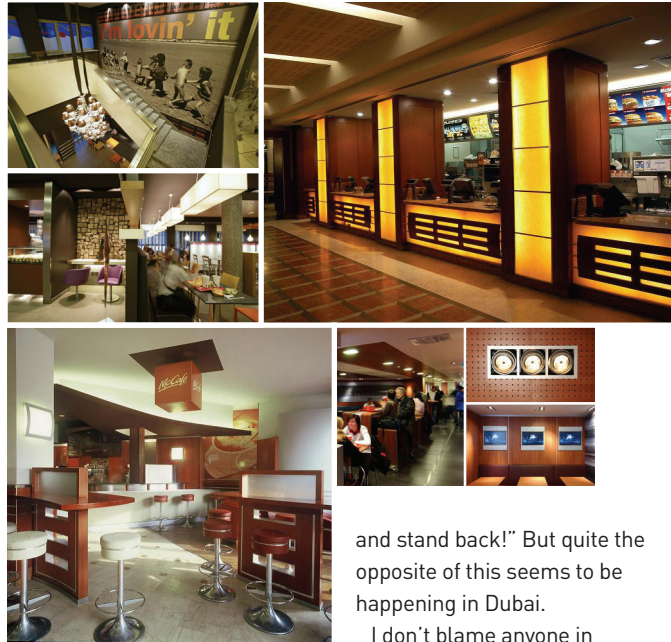 i'm lovin' it
McCafé
and stand back!” But quite the
opposite of this seems to be
happening in Dubai.
I don’t blame anyone in